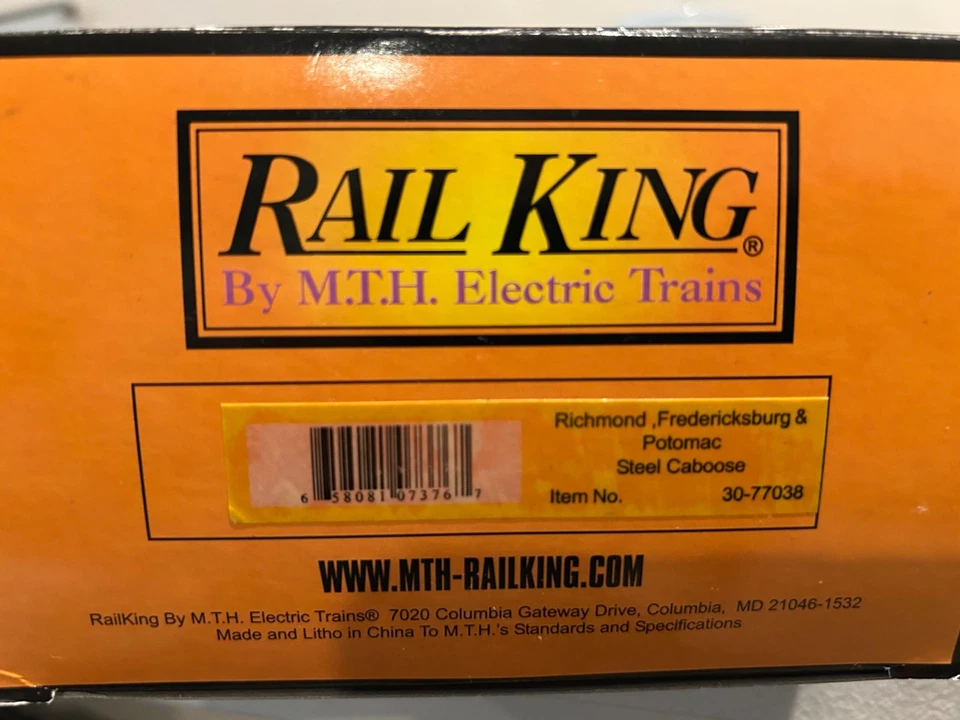 RAIL KING®
By M.T.H. Electric Trains
Richmond ,Fredericksburg &
Potomac
Steel Caboose
Item No. 30-77038
6 58081 07376 7
WWW.MTH-RAILKING.COM
RailKing By M.T.H. Electric Trains® 7020 Columbia Gateway Drive, Columbia, MD 21046-1532
Made and Litho in China To M.T.H.'s Standards and Specifications